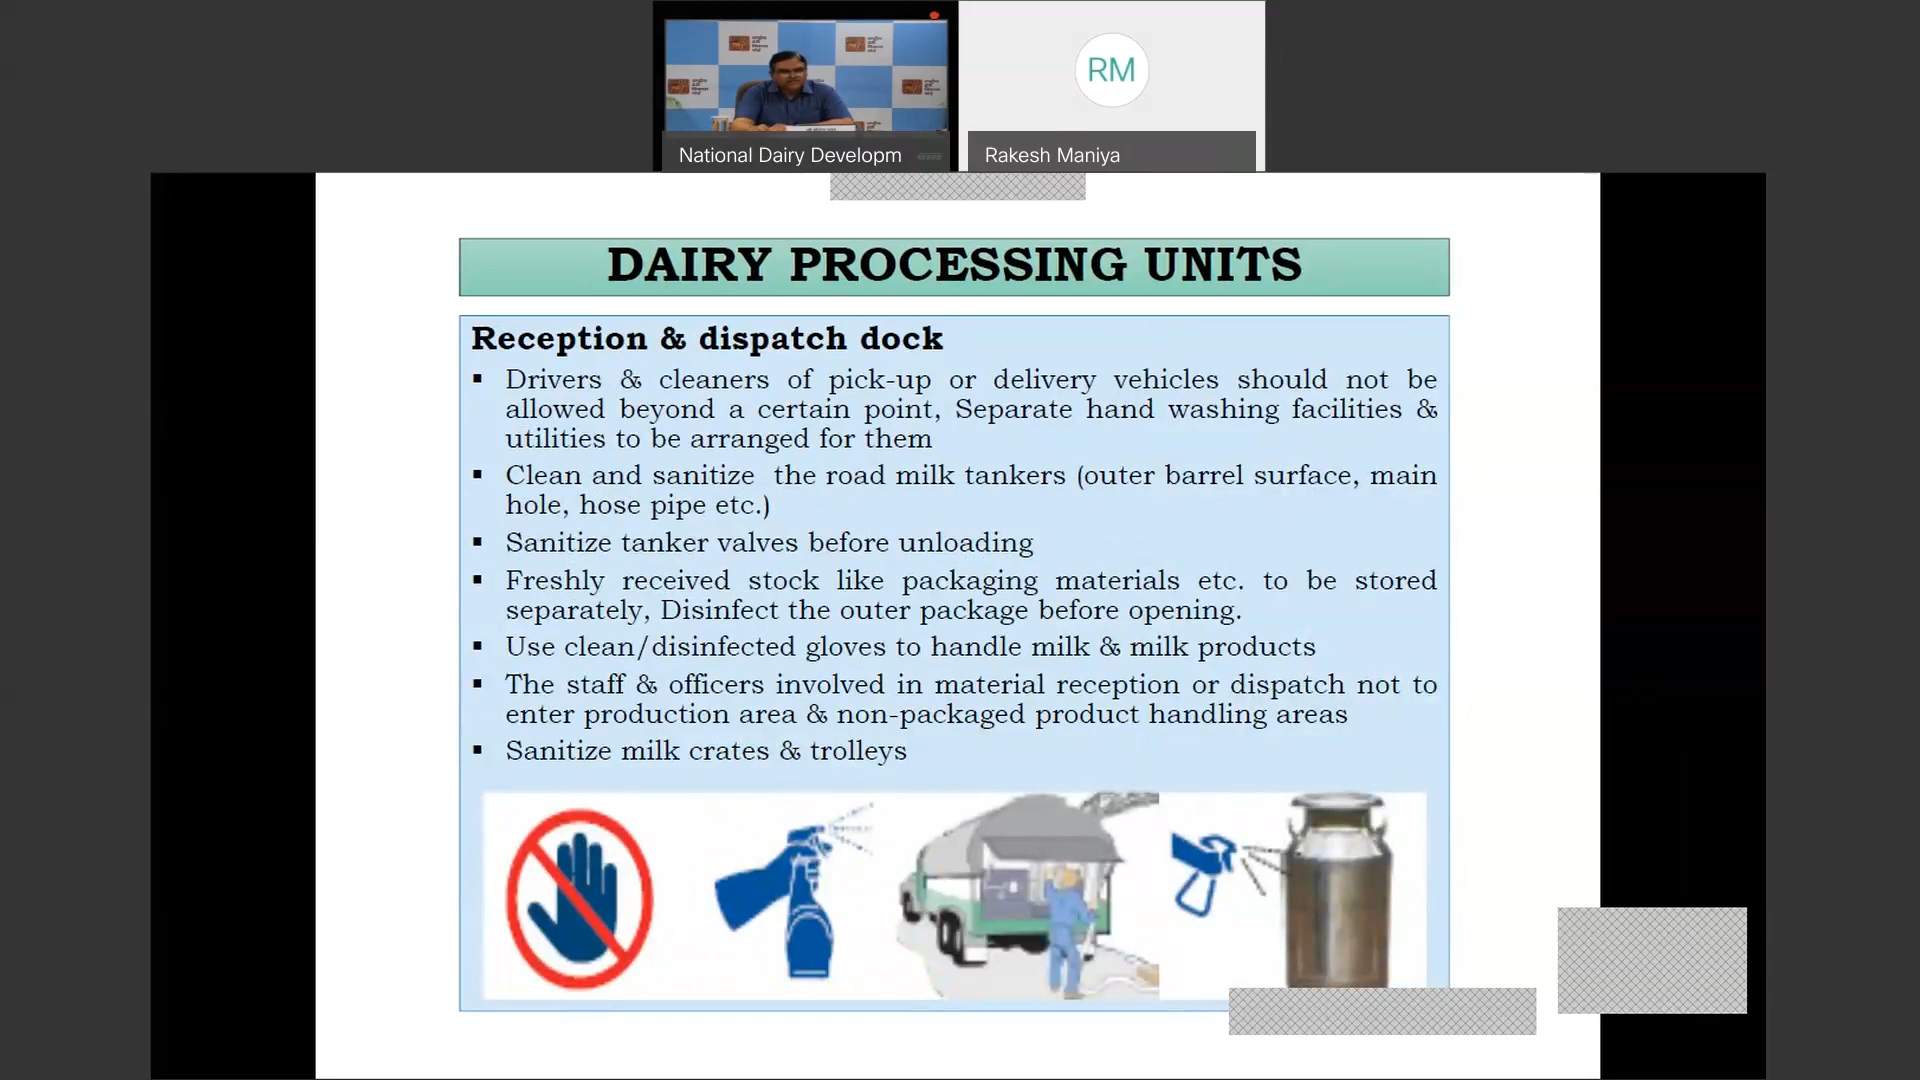 RM
National Dairy Developm
Rakesh Maniya
DAIRY PROCESSING UNITS
Reception & dispatch dock
▪ Drivers & cleaners of pick-up or delivery vehicles should not be
allowed beyond a certain point, Separate hand washing facilities &
utilities to be arranged for them
▪ Clean and sanitize the road milk tankers (outer barrel surface, main
hole, hose pipe etc.)
▪ Sanitize tanker valves before unloading
▪ Freshly received stock like packaging materials etc. to be stored
separately, Disinfect the outer package before opening.
▪ Use clean/disinfected gloves to handle milk & milk products
▪ The staff & officers involved in material reception or dispatch not to
enter production area & non-packaged product handling areas
▪ Sanitize milk crates & trolleys